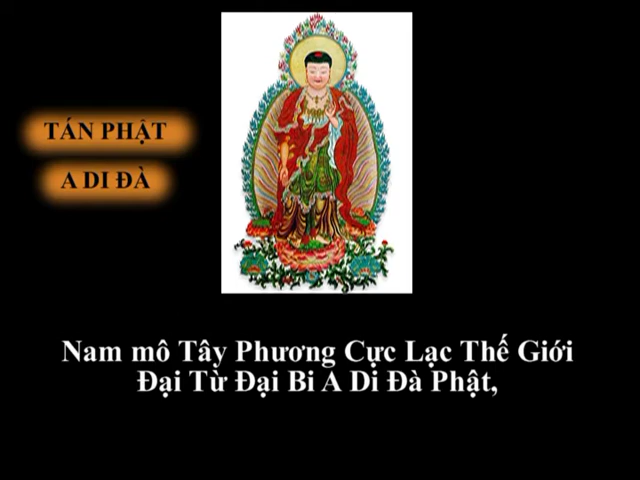 TÁN PHẬT
A DI ĐÀ
Nam mô Tây Phương Cực Lạc Thế Giới
Đại Từ Đại Bi A Di Đà Phật,